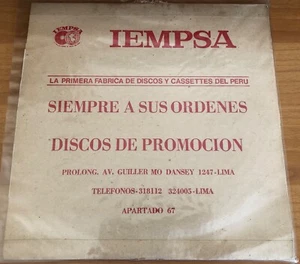 IEMPSA
IEMPSA
LA PRIMERA FABRICA DE DISCOS Y CASSETTES DEL PERU
SIEMPRE A SUS ORDENES
DISCOS DE PROMOCION
PROLONG. AV. GUILLER MO DANSEY 1247-LIMA
TELEFONOS-318112 324005-LIMA
APARTADO 67